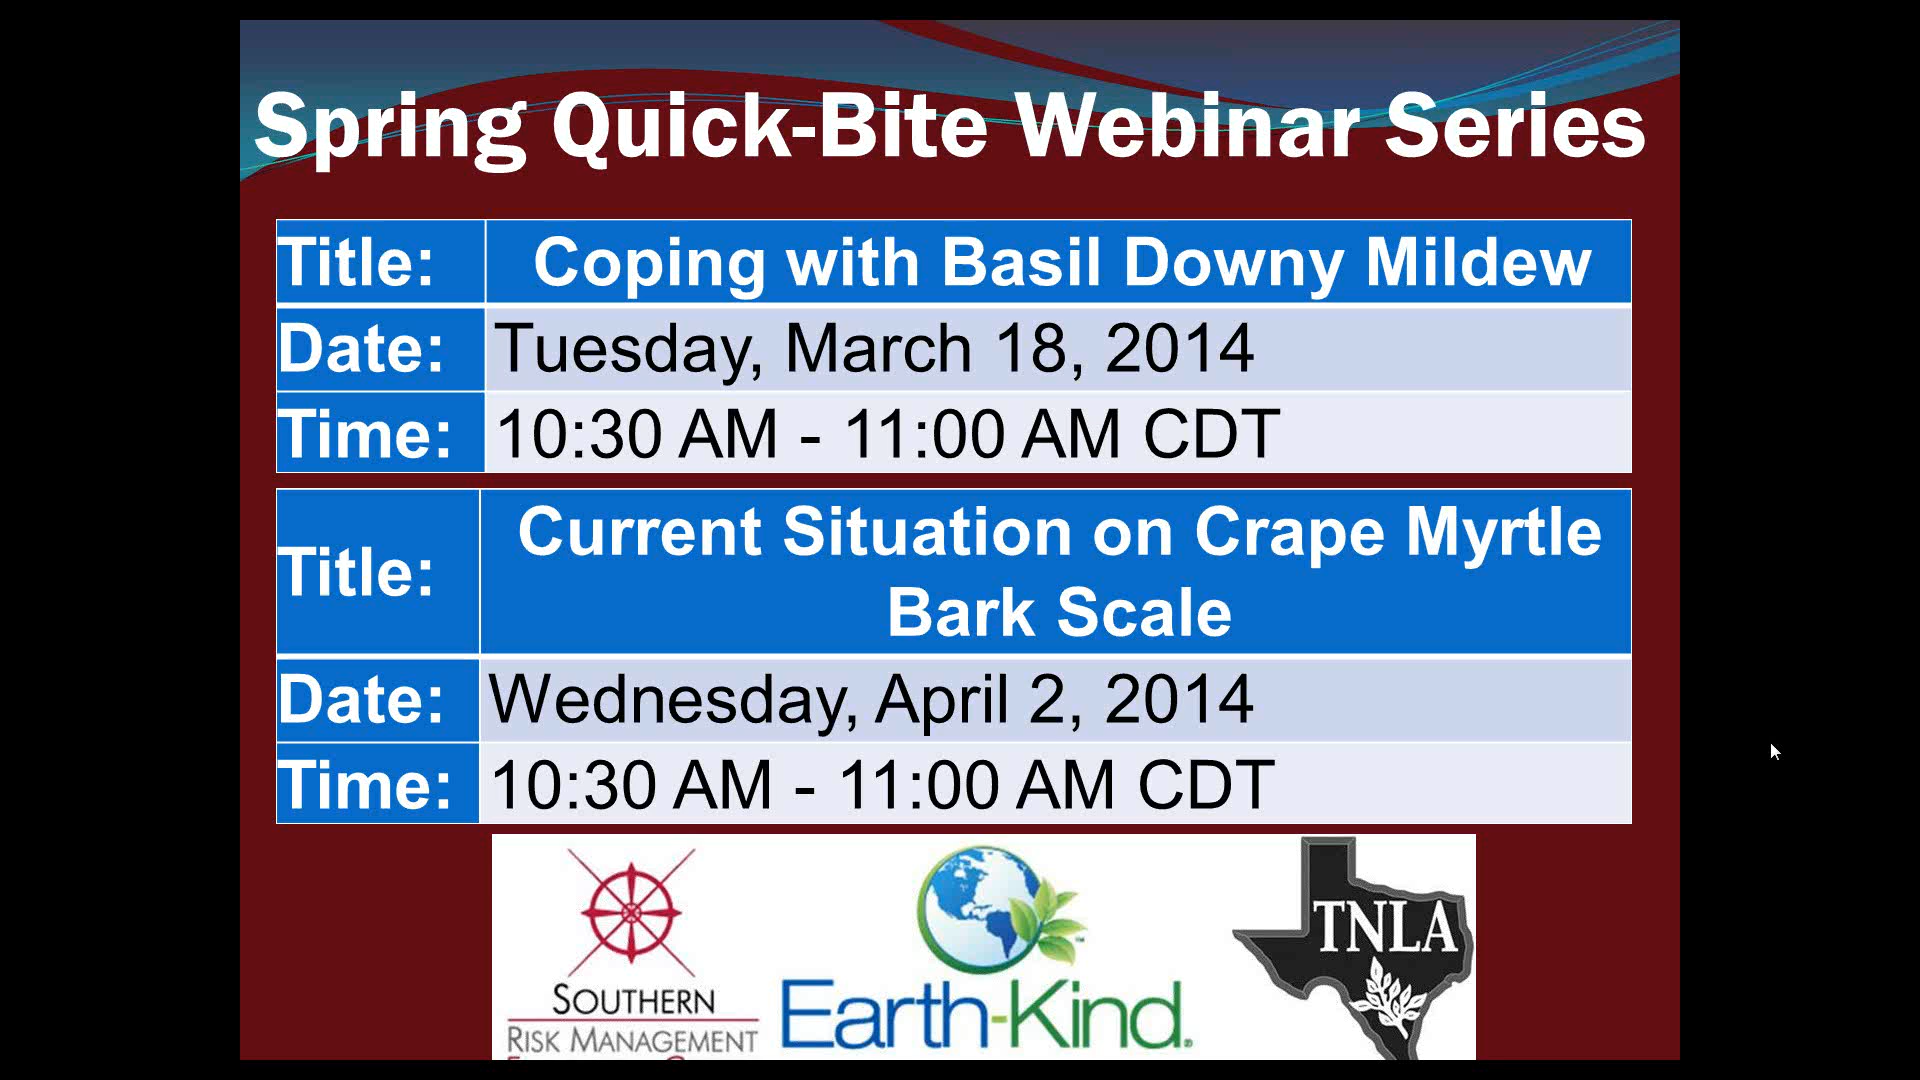 Spring Quick-Bite Webinar Series
Title: Coping with Basil Downy Mildew
Date: Tuesday, March 18, 2014
Time: 10:30 AM - 11:00 AM CDT
Title: Current Situation on Crape Myrtle
Bark Scale
Date: Wednesday, April 2, 2014
Time: 10:30 AM - 11:00 AM CDT
SOUTHERN
RISK MANAGEMENT
Earth-Kind®
TNLA